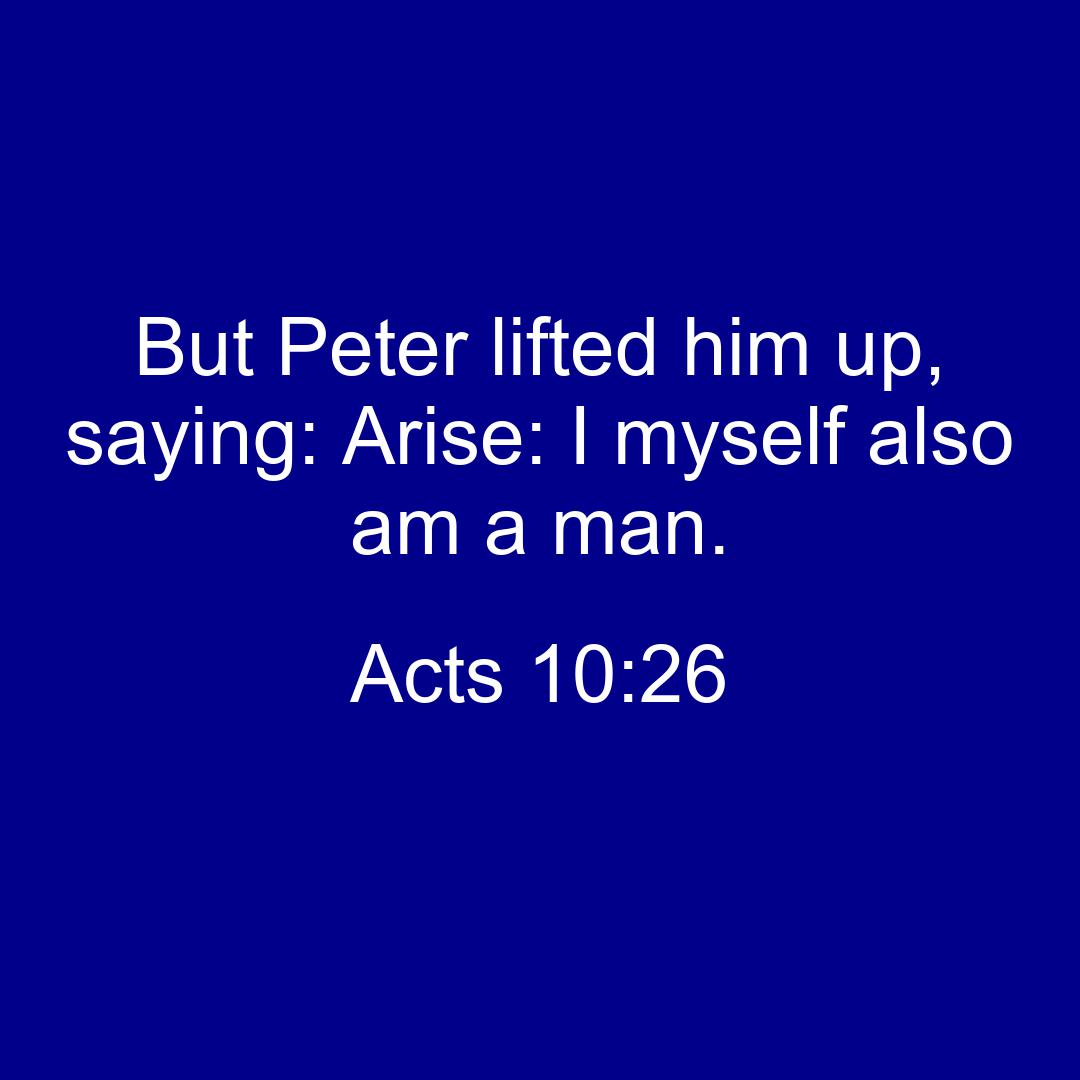 But Peter lifted him up,
saying: Arise: I myself also
am a man.
Acts 10:26